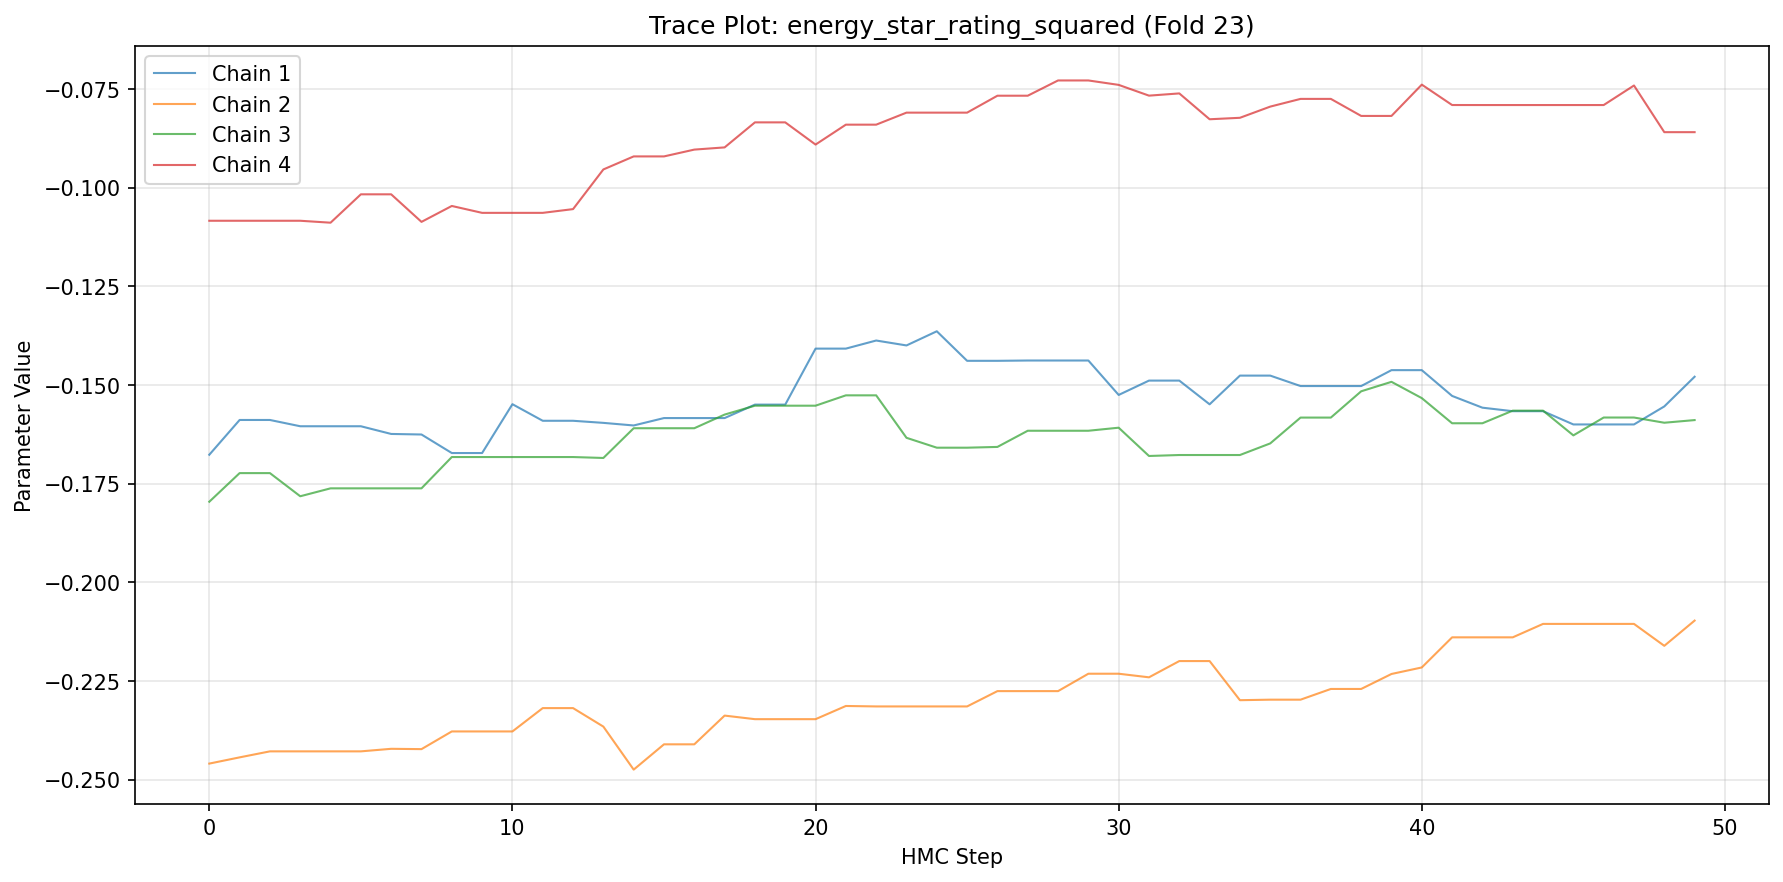 Trace Plot: energy_star_rating_squared (Fold 23)
Chain 1
Chain 2
Chain 3
Chain 4
Parameter Value
−0.075
−0.100
−0.125
−0.150
−0.175
−0.200
−0.225
−0.250
0 10 20 30 40 50
HMC Step